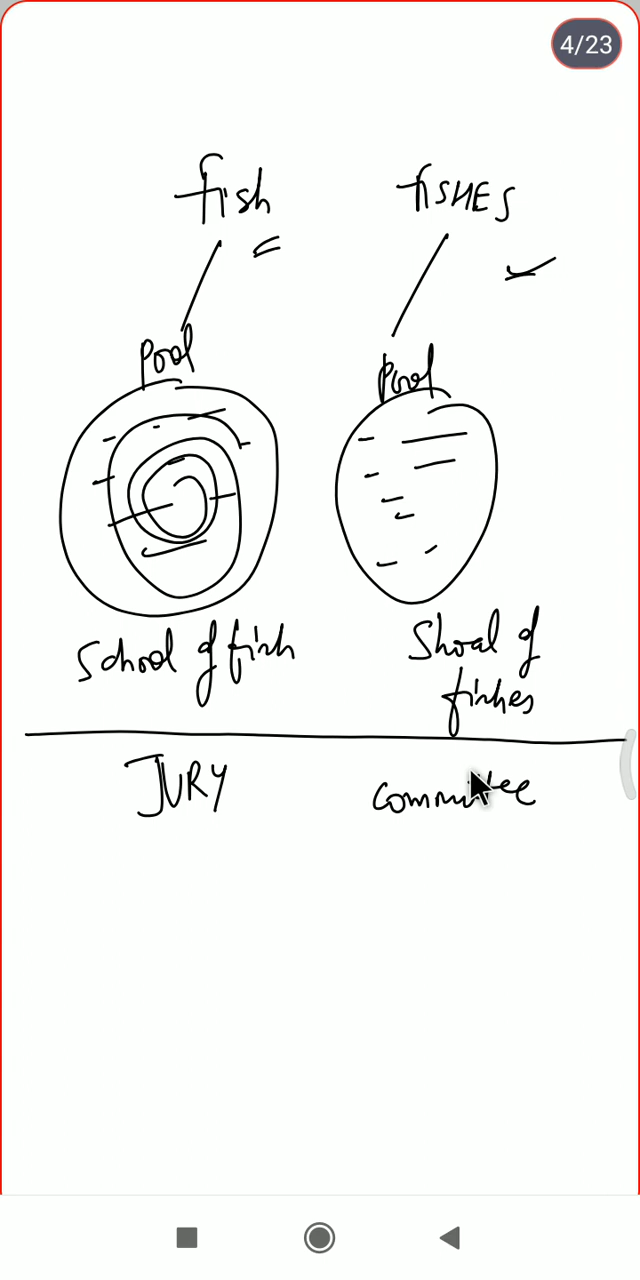 4/23
fish
fISHES
Pool
Pool
School of fish
Shoal of
fishes
JURY
committee